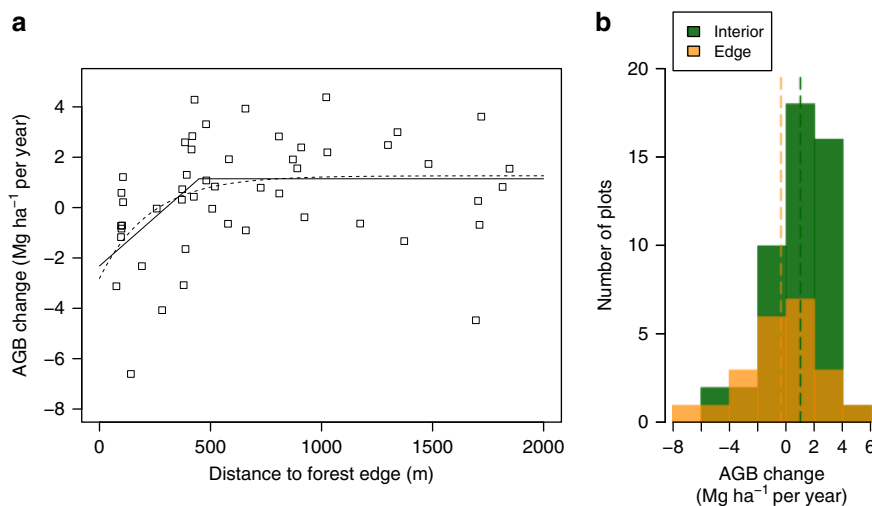 a
AGB change (Mg ha⁻¹ per year)
4
2
0
−2
−4
−6
−8
0
500
1000
1500
2000
Distance to forest edge (m)
b
Interior
Edge
Number of plots
20
15
10
5
0
−8
−4
0
2
4
6
AGB change
(Mg ha⁻¹ per year)